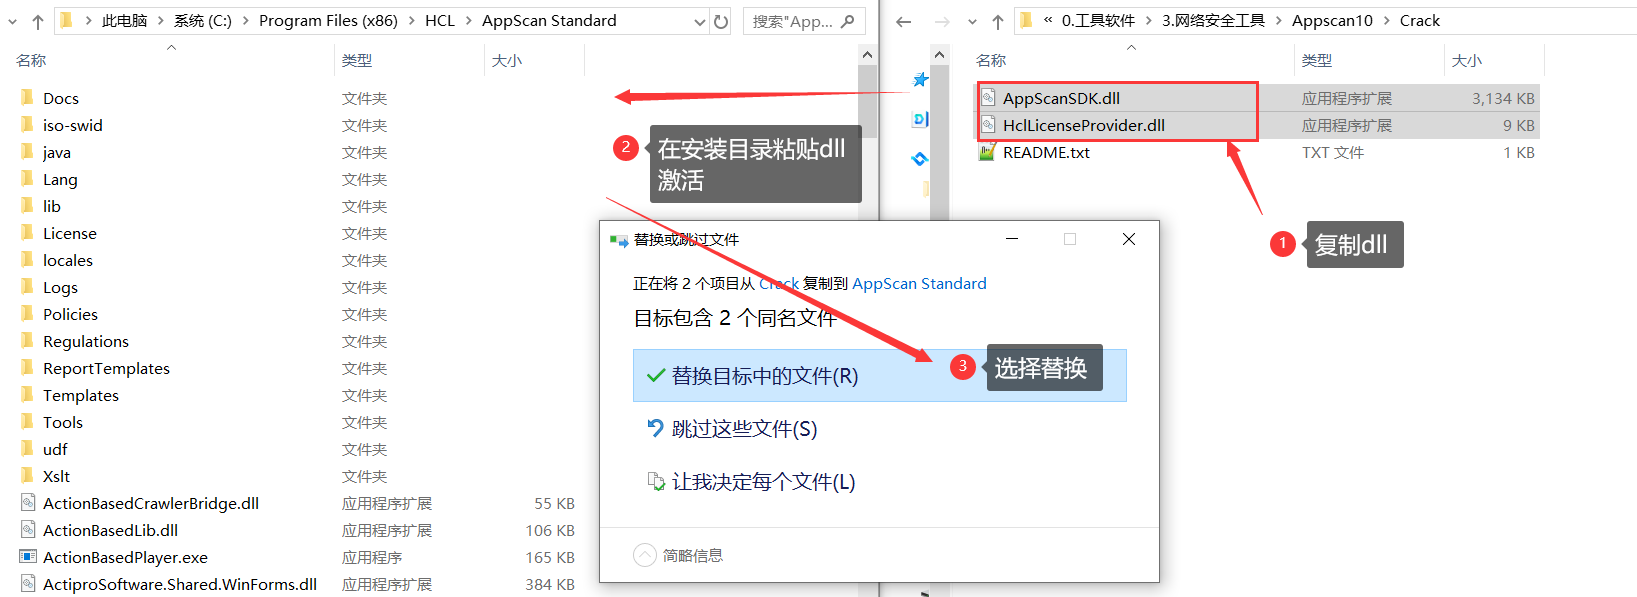 此电脑 > 系统 (C:) > Program Files (x86) > HCL > AppScan Standard
搜索"App...
名称 类型 大小
Docs 文件夹
iso-swid 文件夹
java 文件夹
Lang 文件夹
lib 文件夹
License 文件夹
locales 文件夹
Logs 文件夹
Policies 文件夹
Regulations 文件夹
ReportTemplates 文件夹
Templates 文件夹
Tools 文件夹
udf 文件夹
Xslt 文件夹
ActionBasedCrawlerBridge.dll 应用程序扩展 55 KB
ActionBasedLib.dll 应用程序扩展 106 KB
ActionBasedPlayer.exe 应用程序 165 KB
ActiproSoftware.Shared.WinForms.dll 应用程序扩展 384 KB
2 在安装目录粘贴dll
激活
« 0.工具软件 > 3.网络安全工具 > Appscan10 > Crack
名称 类型 大小
AppScanSDK.dll 应用程序扩展 3,134 KB
HclLicenseProvider.dll 应用程序扩展 9 KB
README.txt TXT 文件 1 KB
1 复制dll
替换或跳过文件
正在将 2 个项目从 Crack 复制到 AppScan Standard
目标包含 2 个同名文件
替换目标中的文件(R)
3 选择替换
跳过这些文件(S)
让我决定每个文件(L)
简略信息